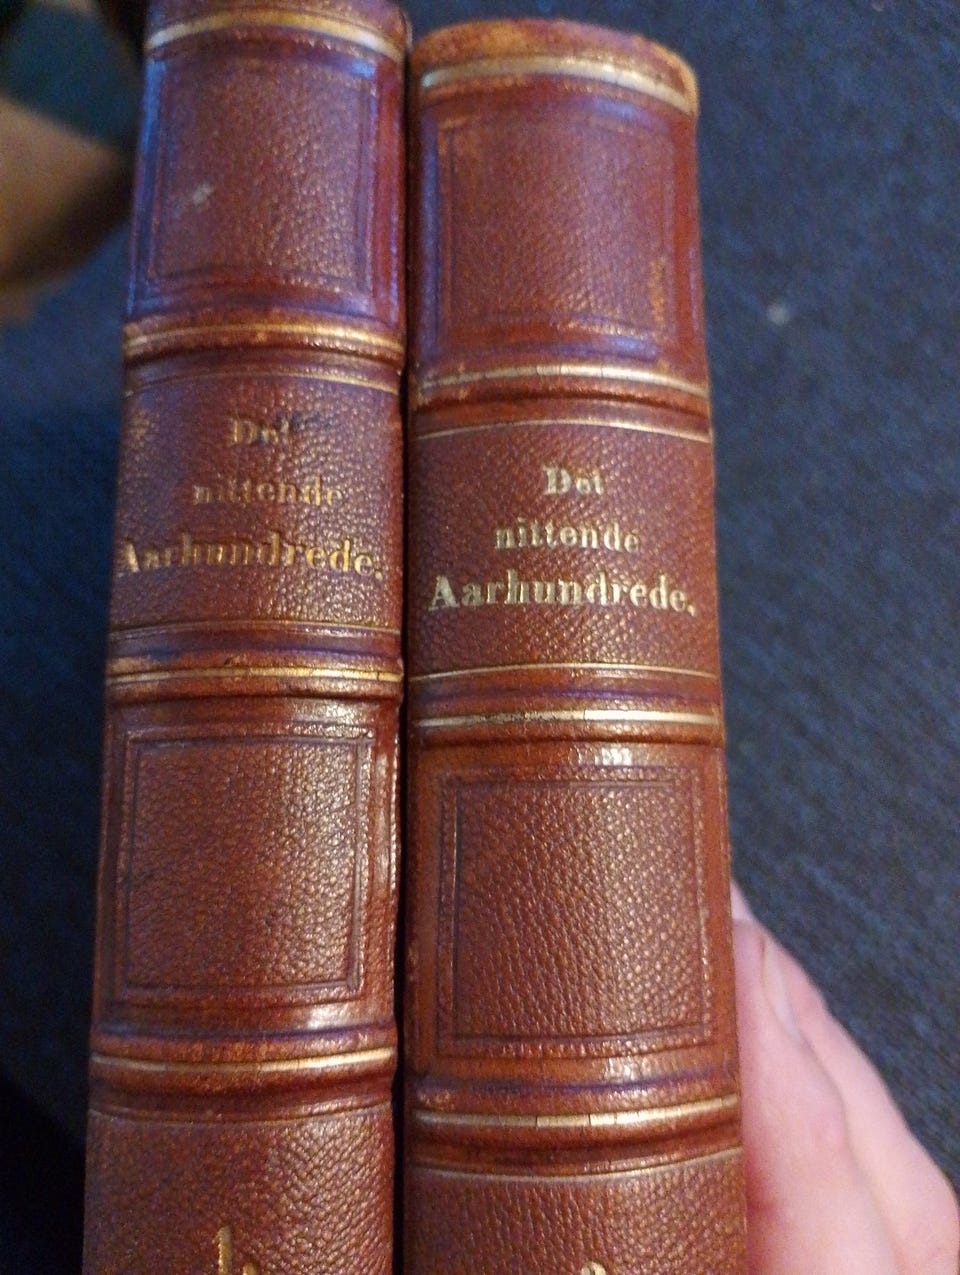 Det
nittende
Aarhundrede.
Det
nittende
Aarhundrede.